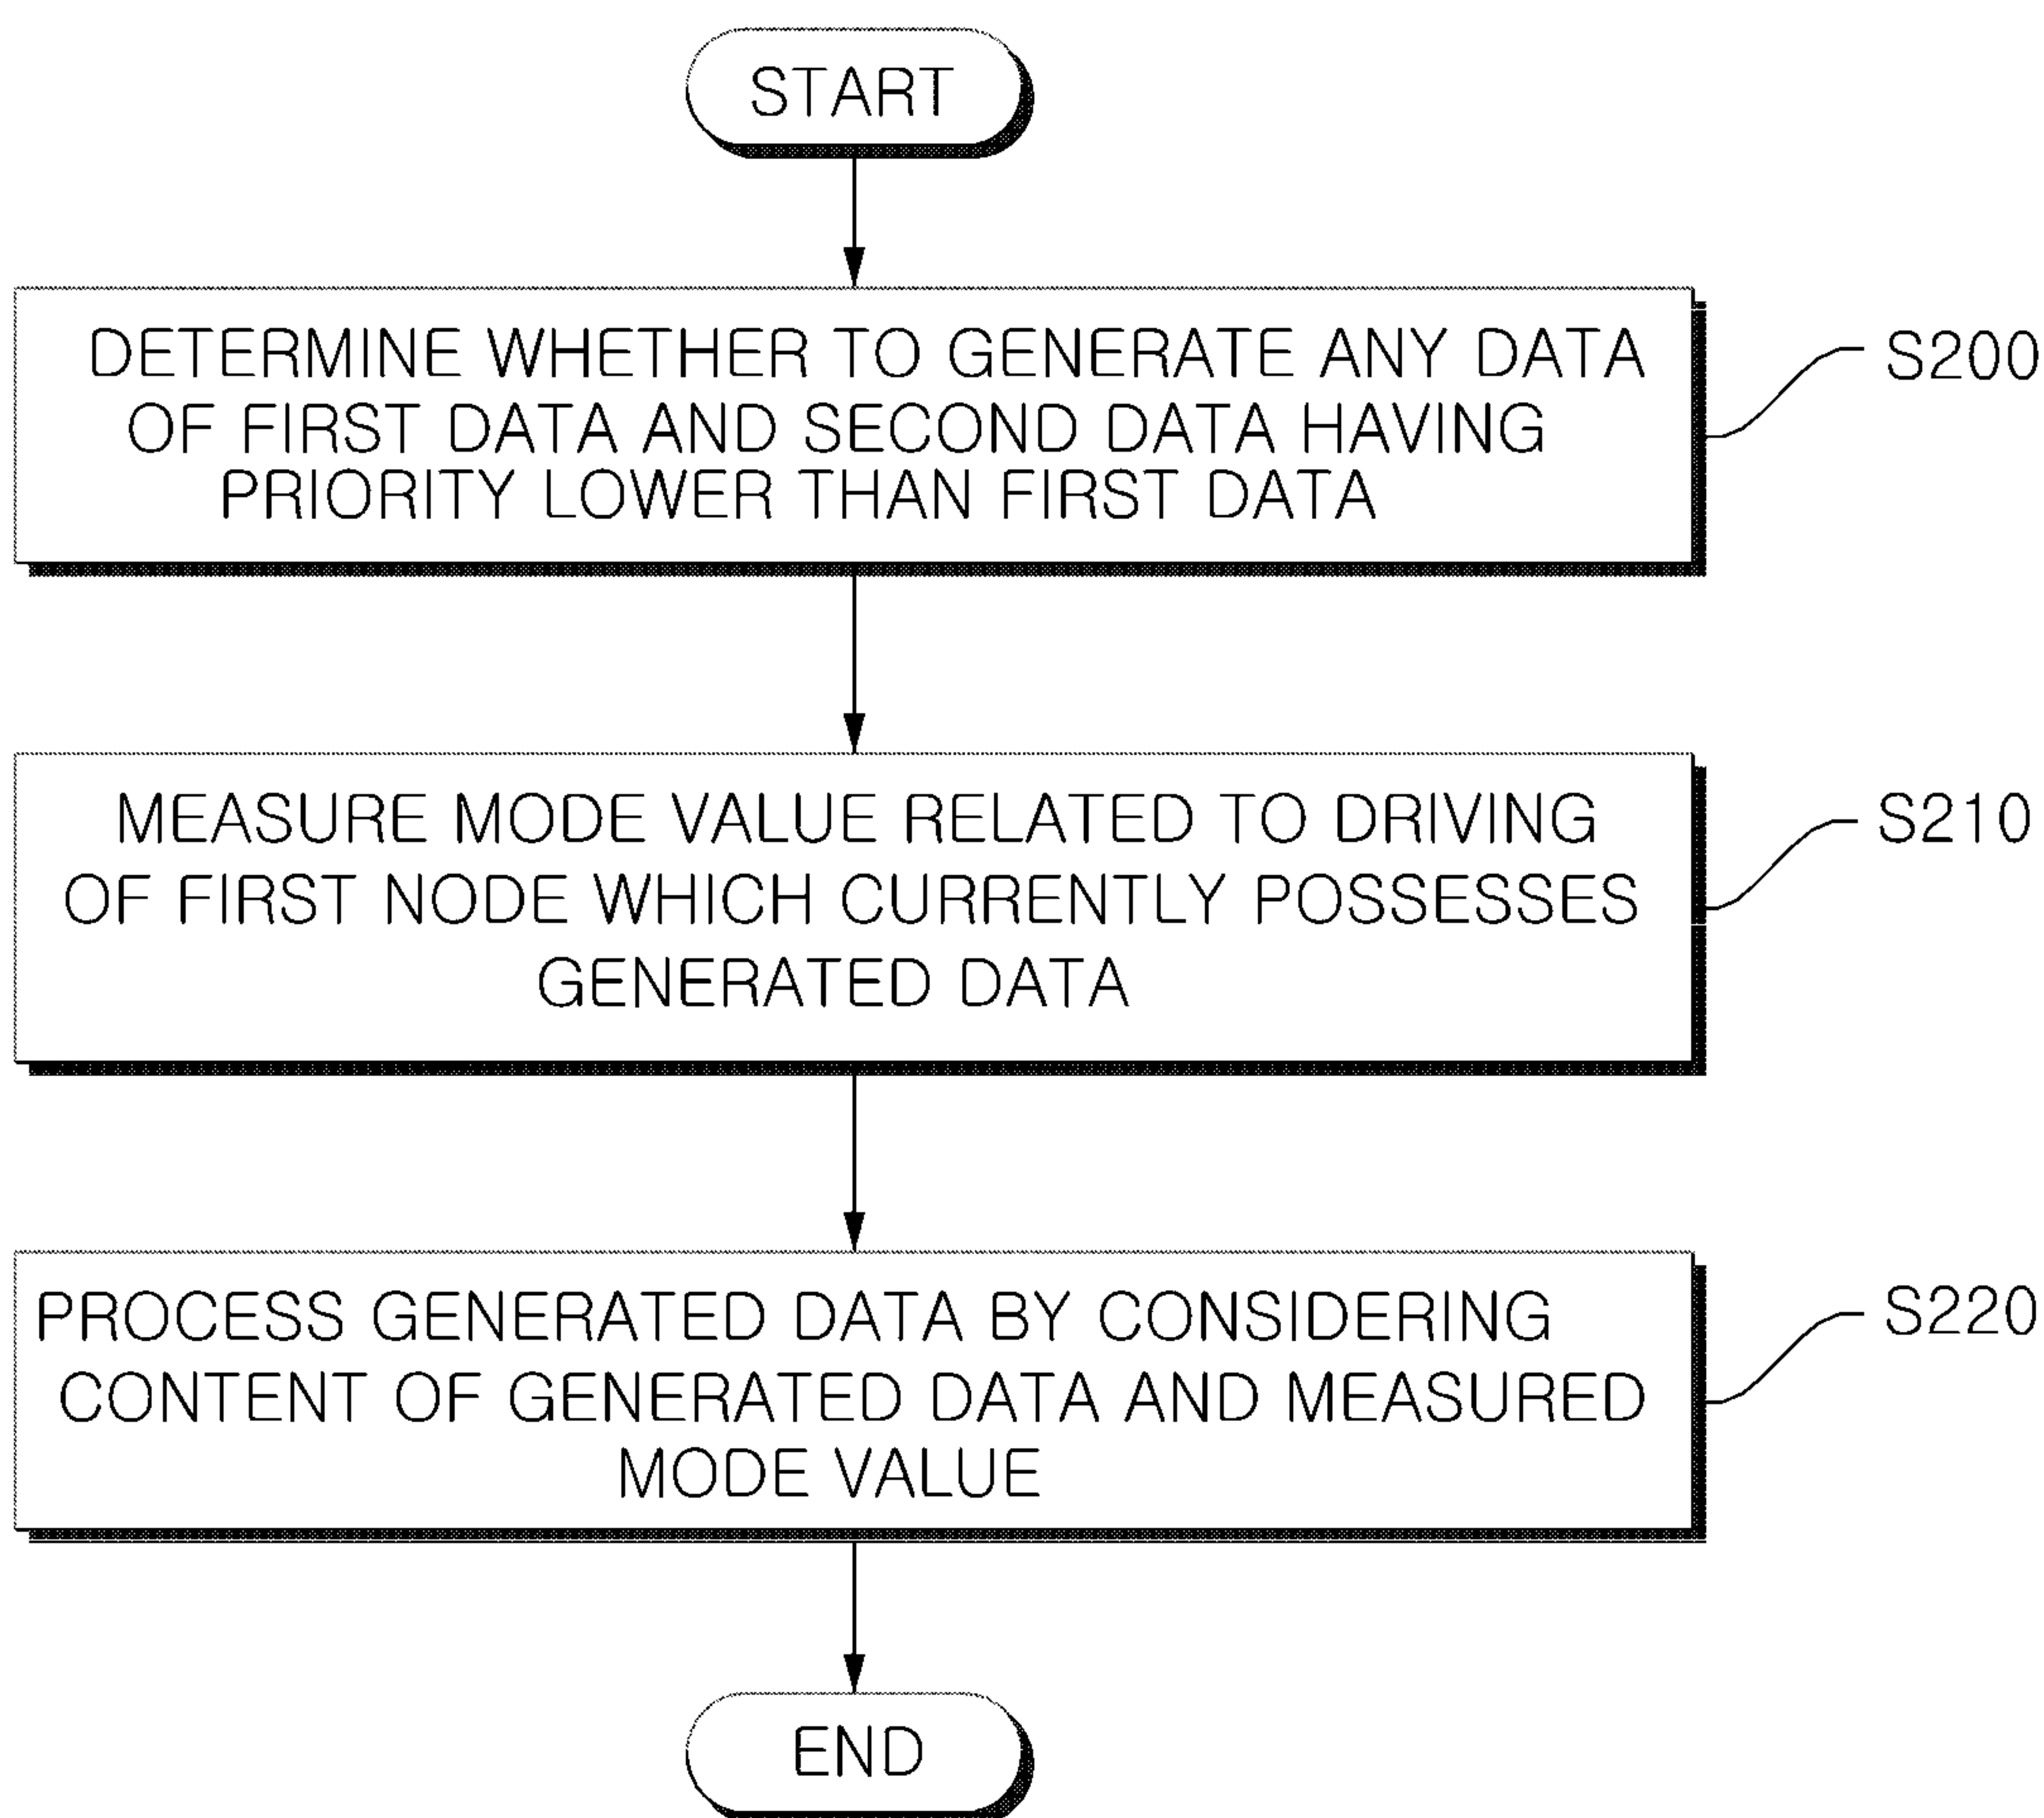 START
DETERMINE WHETHER TO GENERATE ANY DATA
OF FIRST DATA AND SECOND DATA HAVING
PRIORITY LOWER THAN FIRST DATA
S200
MEASURE MODE VALUE RELATED TO DRIVING
OF FIRST NODE WHICH CURRENTLY POSSESSES
GENERATED DATA
S210
PROCESS GENERATED DATA BY CONSIDERING
CONTENT OF GENERATED DATA AND MEASURED
MODE VALUE
S220
END